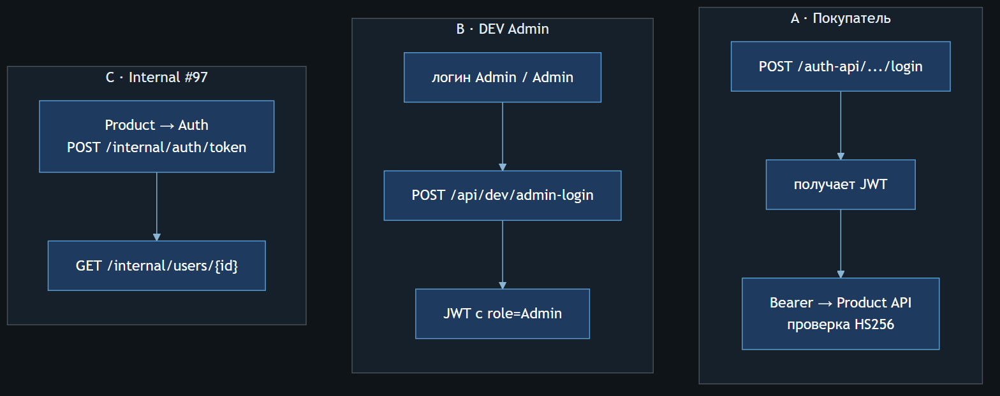 C · Internal #97
Product → Auth
POST /internal/auth/token
GET /internal/users/{id}
B · DEV Admin
логин Admin / Admin
POST /api/dev/admin-login
JWT с role=Admin
A · Покупатель
POST /auth-api/.../login
получает JWT
Bearer → Product API
проверка HS256